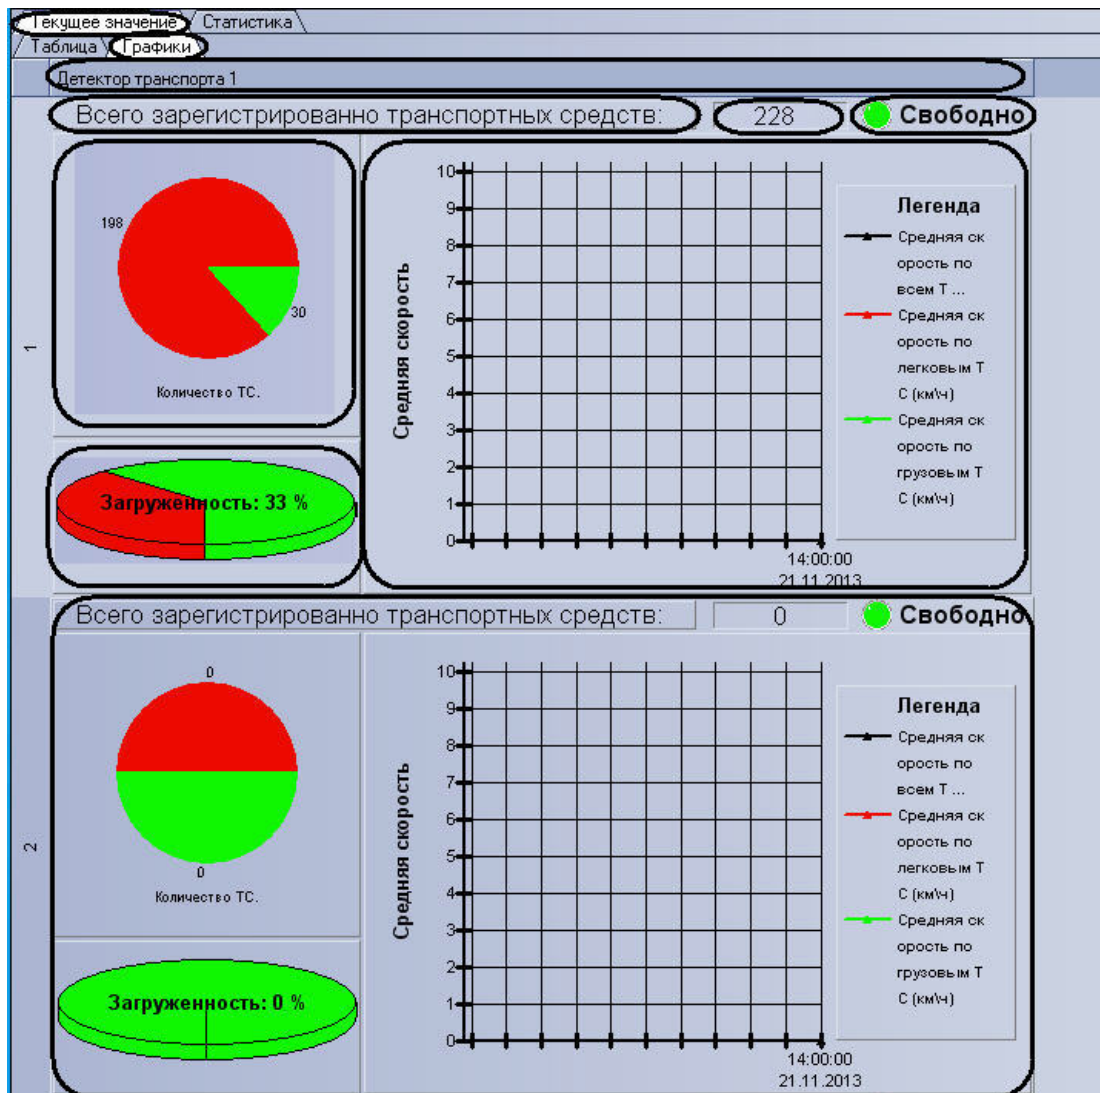 Текущее значение Статистика
Таблица Графики
Детектор транспорта 1
Всего зарегистрированно транспортных средств: 228 Свободно
1
198
30
Количество ТС.
Загруженность: 33 %
Средняя скорость
10
9
8
7
6
5
4
3
2
1
0
14:00:00
21.11.2013
Легенда
Средняя ск
орость по
всем Т ...
Средняя ск
орость по
легковым Т
С (км\ч)
Средняя ск
орость по
грузовым Т
С (км\ч)
Всего зарегистрированно транспортных средств: 0 Свободно
2
0
0
Количество ТС.
Загруженность: 0 %
Средняя скорость
10
9
8
7
6
5
4
3
2
1
0
14:00:00
21.11.2013
Легенда
Средняя ск
орость по
всем Т ...
Средняя ск
орость по
легковым Т
С (км\ч)
Средняя ск
орость по
грузовым Т
С (км\ч)